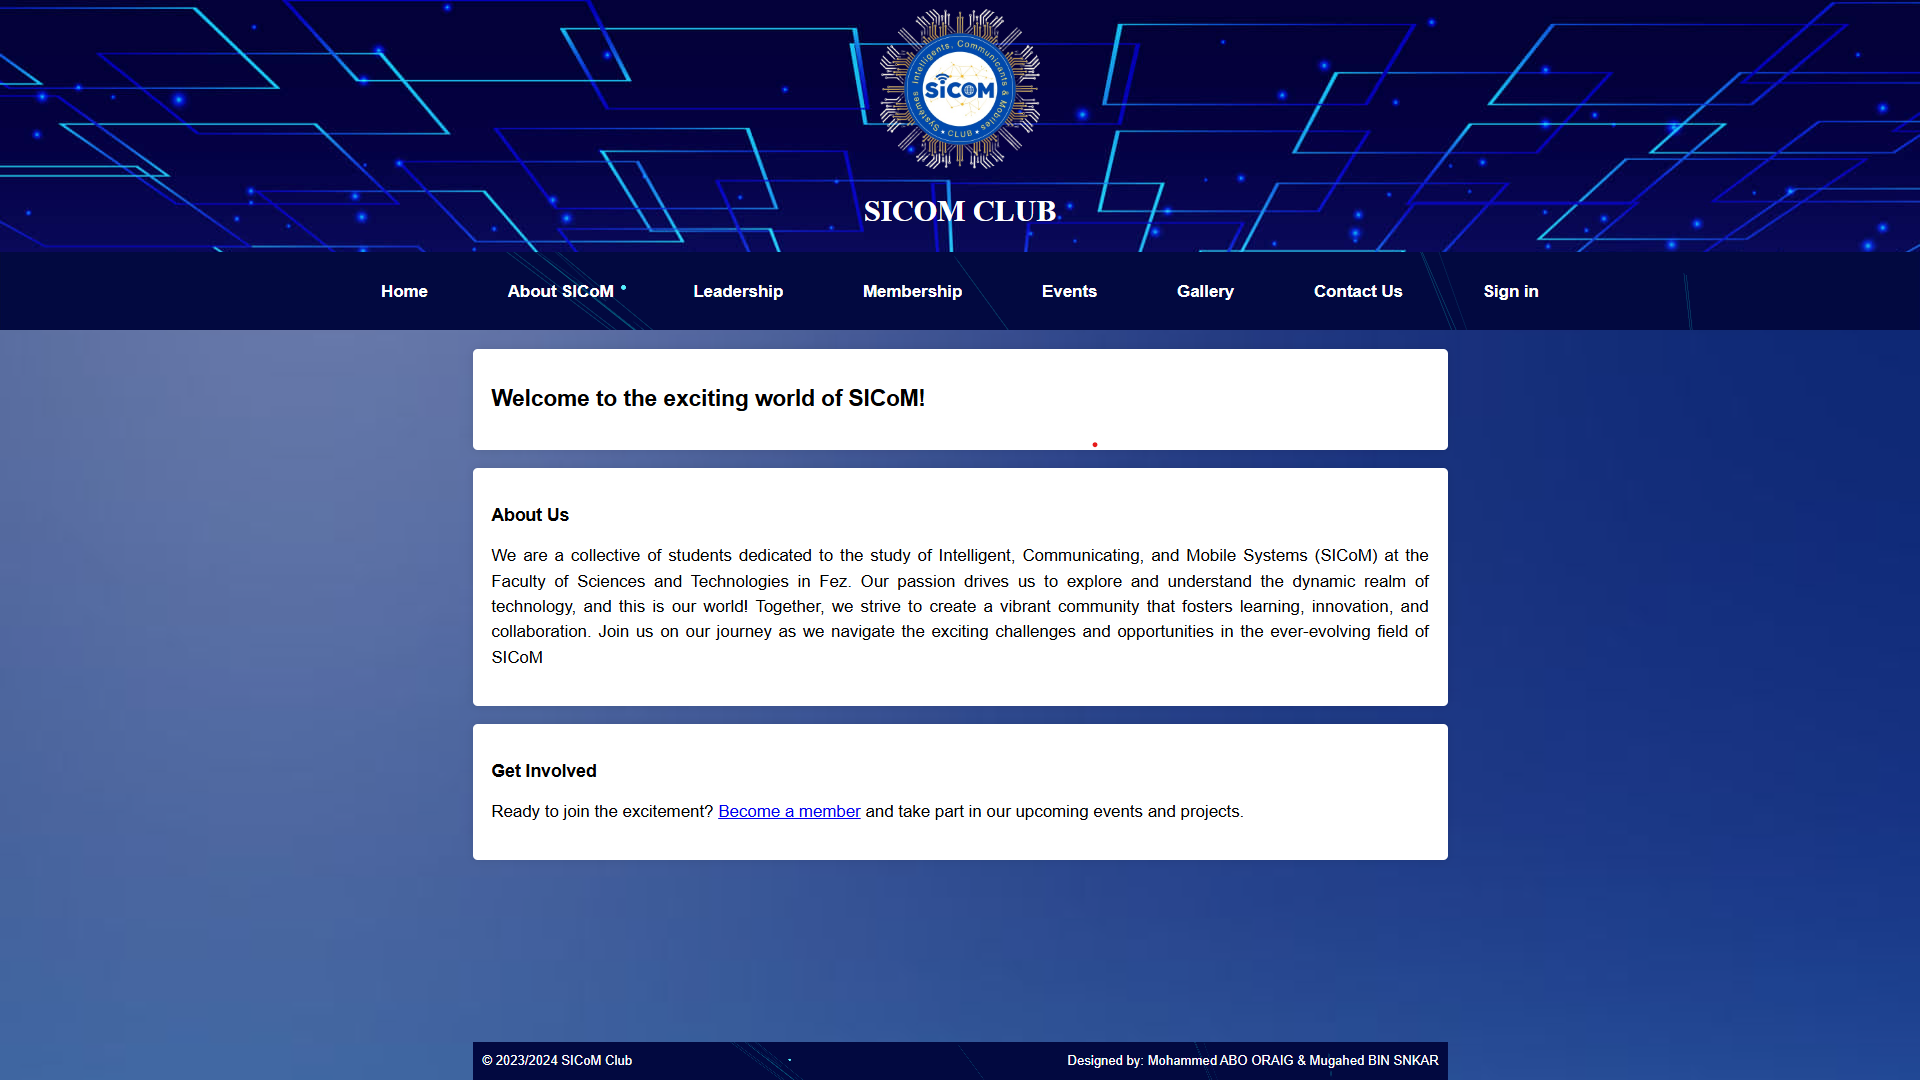 Systèmes Intelligents, Communicants & Mobiles
SiCOM
★ CLUB ★
SICOM CLUB
Home About SICoM Leadership Membership Events Gallery Contact Us Sign in
Welcome to the exciting world of SICoM!
About Us
We are a collective of students dedicated to the study of Intelligent, Communicating, and Mobile Systems (SICoM) at the
Faculty of Sciences and Technologies in Fez. Our passion drives us to explore and understand the dynamic realm of
technology, and this is our world! Together, we strive to create a vibrant community that fosters learning, innovation, and
collaboration. Join us on our journey as we navigate the exciting challenges and opportunities in the ever-evolving field of
SICoM
Get Involved
Ready to join the excitement? Become a member and take part in our upcoming events and projects.
© 2023/2024 SICoM Club Designed by: Mohammed ABO ORAIG & Mugahed BIN SNKAR